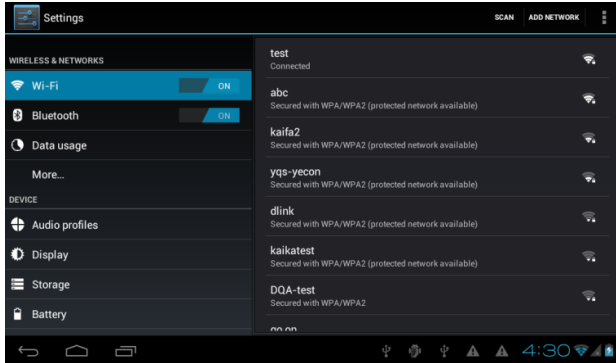 Settings
SCAN
ADD NETWORK
WIRELESS & NETWORKS
Wi-Fi
ON
Bluetooth
ON
Data usage
More...
DEVICE
Audio profiles
Display
Storage
Battery
test
Connected
abc
Secured with WPA/WPA2 (protected network available)
kaifa2
Secured with WPA/WPA2 (protected network available)
yqs-yecon
Secured with WPA/WPA2 (protected network available)
dlink
Secured with WPA/WPA2 (protected network available)
kaikatest
Secured with WPA/WPA2 (protected network available)
DQA-test
Secured with WPA/WPA2
4:30